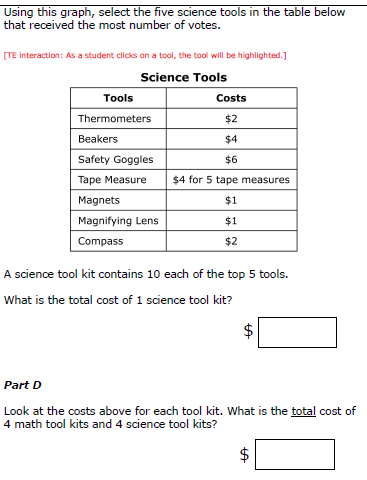 Using this graph, select the five science tools in the table below
that received the most number of votes.
[TE interaction: As a student clicks on a tool, the tool will be highlighted.]
Science Tools
Tools Costs
Thermometers $2
Beakers $4
Safety Goggles $6
Tape Measure $4 for 5 tape measures
Magnets $1
Magnifying Lens $1
Compass $2
A science tool kit contains 10 each of the top 5 tools.
What is the total cost of 1 science tool kit?
$
Part D
Look at the costs above for each tool kit. What is the total cost of
4 math tool kits and 4 science tool kits?
$